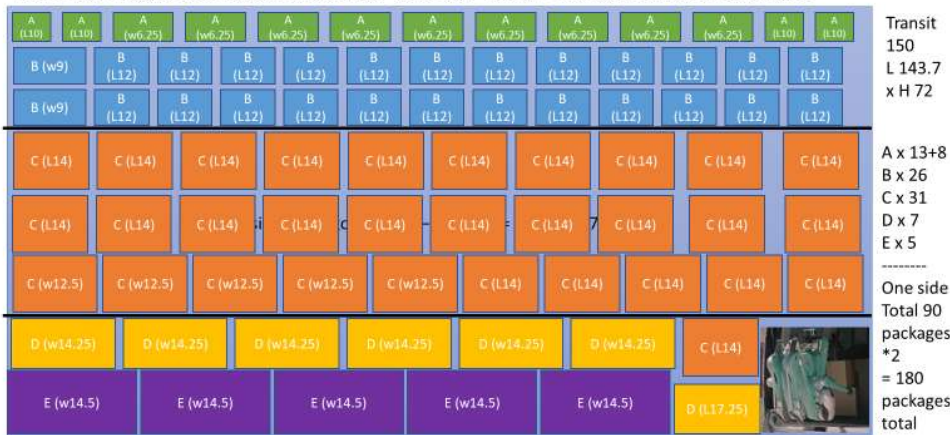 A (L10) A (L10) A (w6.25) A (w6.25) A (w6.25) A (w6.25) A (w6.25) A (w6.25) A (w6.25) A (w6.25) A (w6.25) A (L10) A (L10)
B (w9) B (L12) B (L12) B (L12) B (L12) B (L12) B (L12) B (L12) B (L12) B (L12) B (L12)
B (w9) B (L12) B (L12) B (L12) B (L12) B (L12) B (L12) B (L12) B (L12) B (L12) B (L12)
C (L14) C (L14) C (L14) C (L14) C (L14) C (L14) C (L14) C (L14) C (L14) C (L14)
C (L14) C (L14) C (L14) C (L14) C (L14) C (L14) C (L14) C (L14) C (L14) C (L14)
C (w12.5) C (w12.5) C (w12.5) C (w12.5) C (L14) C (L14) C (L14) C (L14) C (L14) C (L14)
D (w14.25) D (w14.25) D (w14.25) D (w14.25) D (w14.25) D (w14.25) C (L14)
E (w14.5) E (w14.5) E (w14.5) E (w14.5) E (w14.5) D (L17.25)
Transit
150
L 143.7
x H 72
A x 13+8
B x 26
C x 31
D x 7
E x 5
--------
One side
Total 90
packages
*2
= 180
packages
total